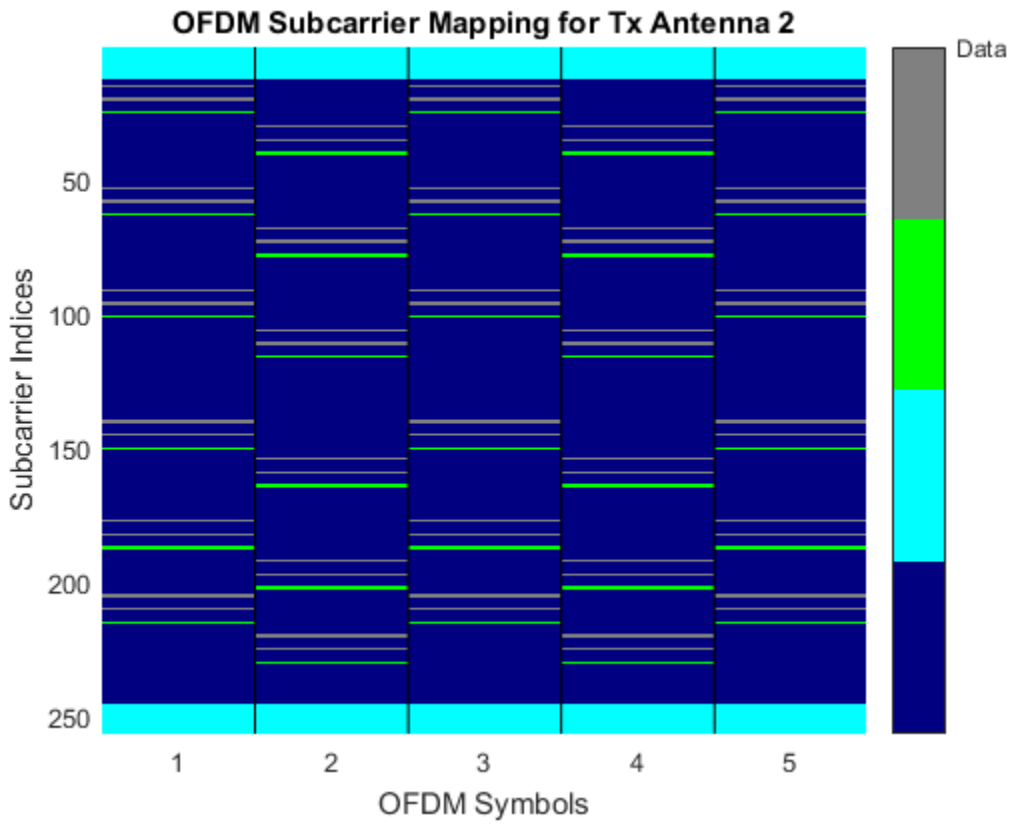 OFDM Subcarrier Mapping for Tx Antenna 2
Data
50
100
150
200
250
Subcarrier Indices
1 2 3 4 5
OFDM Symbols